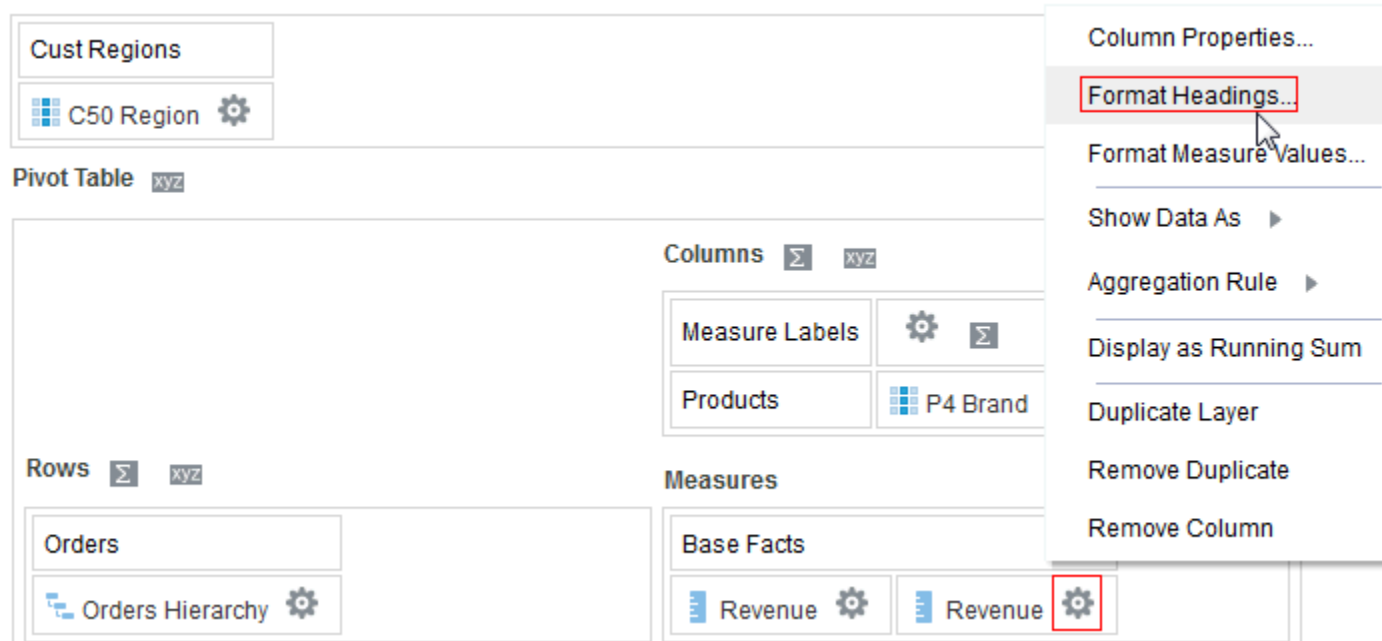 Cust Regions
C50 Region
Pivot Table xyz
Columns Σ xyz
Measure Labels Σ
Products P4 Brand
Rows Σ xyz
Orders
Orders Hierarchy
Measures
Base Facts
Revenue Revenue
Column Properties...
Format Headings...
Format Measure Values...
Show Data As
Aggregation Rule
Display as Running Sum
Duplicate Layer
Remove Duplicate
Remove Column